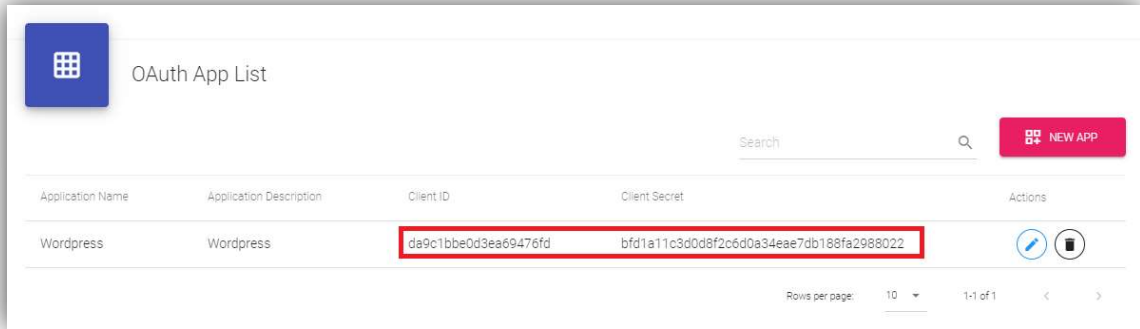 OAuth App List
Search
NEW APP
Application Name Application Description Client ID Client Secret Actions
Wordpress Wordpress da9c1bbe0d3ea69476fd bfd1a11c3d0d8f2c6d0a34eae7db188fa2988022
Rows per page: 10 1-1 of 1